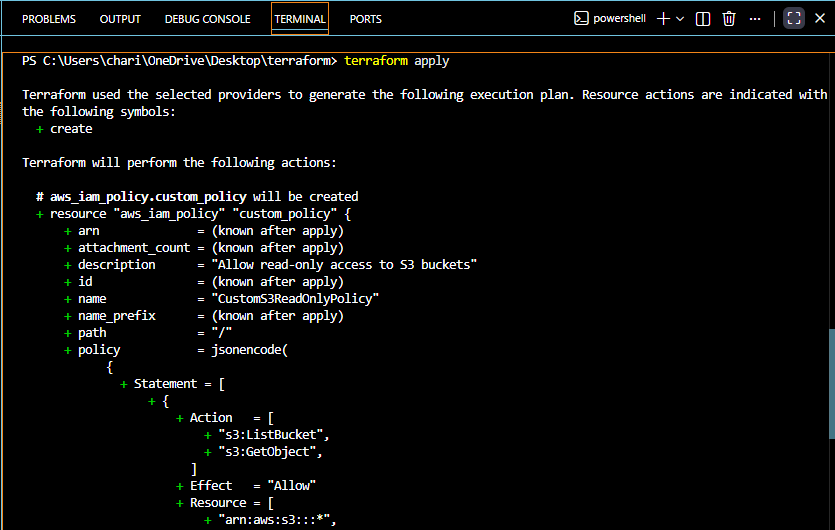 PROBLEMS OUTPUT DEBUG CONSOLE TERMINAL PORTS powershell
PS C:\Users\chari\OneDrive\Desktop\terraform> terraform apply
Terraform used the selected providers to generate the following execution plan. Resource actions are indicated with
the following symbols:
  + create
Terraform will perform the following actions:
  # aws_iam_policy.custom_policy will be created
  + resource "aws_iam_policy" "custom_policy" {
      + arn              = (known after apply)
      + attachment_count = (known after apply)
      + description      = "Allow read-only access to S3 buckets"
      + id               = (known after apply)
      + name             = "CustomS3ReadOnlyPolicy"
      + name_prefix      = (known after apply)
      + path             = "/"
      + policy           = jsonencode(
            {
              + Statement = [
                  + {
                      + Action   = [
                          + "s3:ListBucket",
                          + "s3:GetObject",
                        ]
                      + Effect   = "Allow"
                      + Resource = [
                          + "arn:aws:s3:::*",